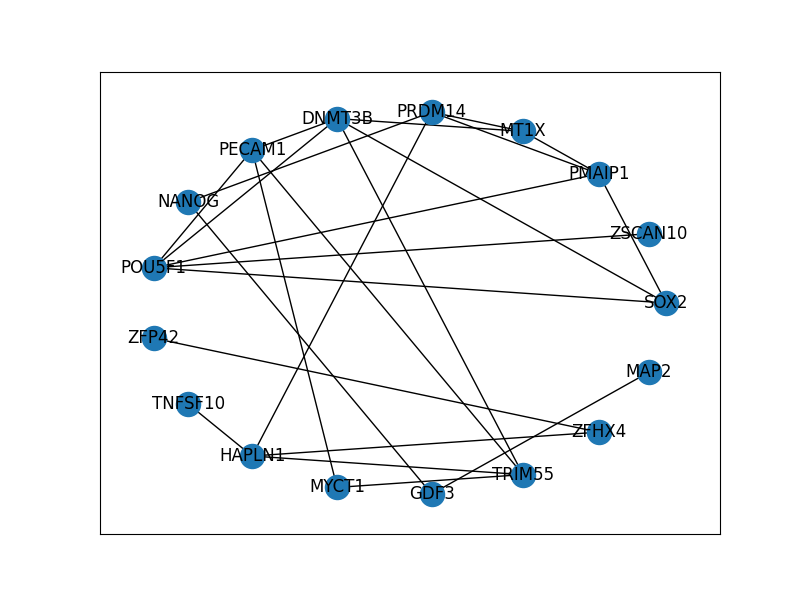 PRDM14
DNMT3B
MT1X
PECAM1
PMAIP1
NANOG
ZSCAN10
POU5F1
SOX2
ZFP42
MAP2
TNFSF10
ZFHX4
HAPLN1
TRIM55
MYCT1
GDF3